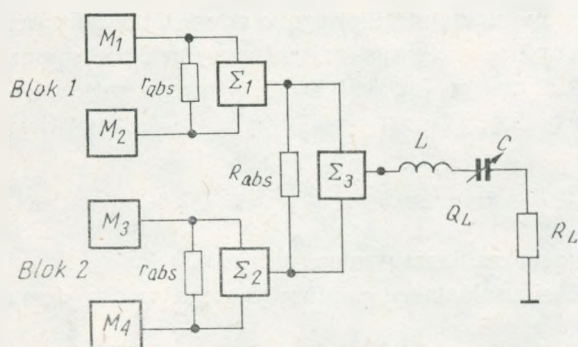 M1
Blok 1
rabs
Σ1
M2
Rabs
Σ3
L
C
QL
RL
M3
Blok 2
rabs
Σ2
M4